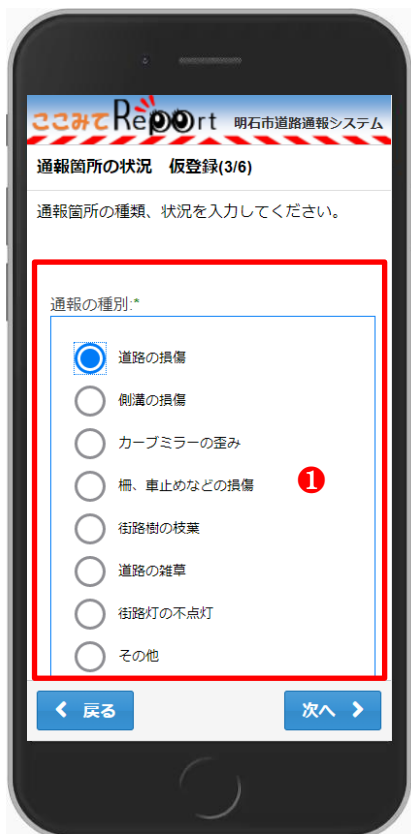 ここみてReport 明石市道路通報システム
通報箇所の状況　仮登録(3/6)
通報箇所の種類、状況を入力してください。
通報の種別:*
道路の損傷
側溝の損傷
カーブミラーの歪み
柵、車止めなどの損傷
❶
街路樹の枝葉
道路の雑草
街路灯の不点灯
その他
戻る 次へ